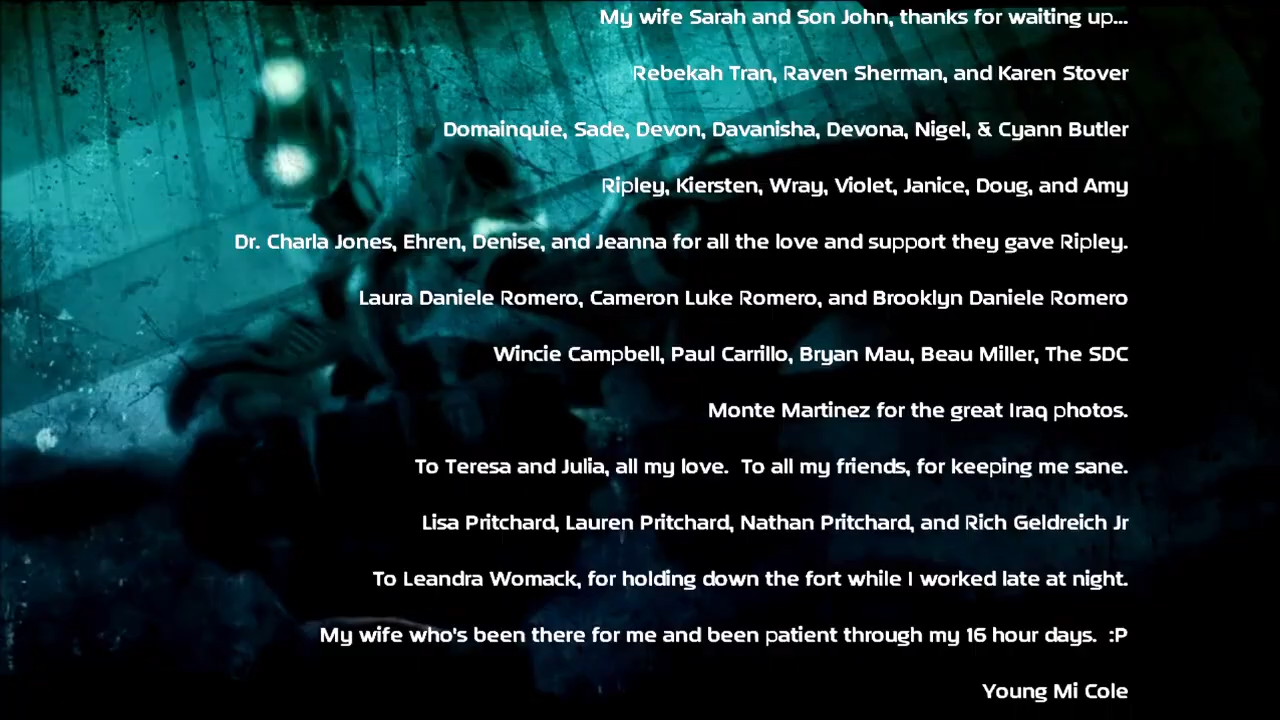 My wife Sarah and Son John, thanks for waiting up...
Rebekah Tran, Raven Sherman, and Karen Stover
Domainquie, Sade, Devon, Davanisha, Devona, Nigel, & Cyann Butler
Ripley, Kiersten, Wray, Violet, Janice, Doug, and Amy
Dr. Charla Jones, Ehren, Denise, and Jeanna for all the love and support they gave Ripley.
Laura Daniele Romero, Cameron Luke Romero, and Brooklyn Daniele Romero
Wincie Campbell, Paul Carrillo, Bryan Mau, Beau Miller, The SDC
Monte Martinez for the great Iraq photos.
To Teresa and Julia, all my love.  To all my friends, for keeping me sane.
Lisa Pritchard, Lauren Pritchard, Nathan Pritchard, and Rich Geldreich Jr
To Leandra Womack, for holding down the fort while I worked late at night.
My wife who's been there for me and been patient through my 16 hour days.  :P
Young Mi Cole